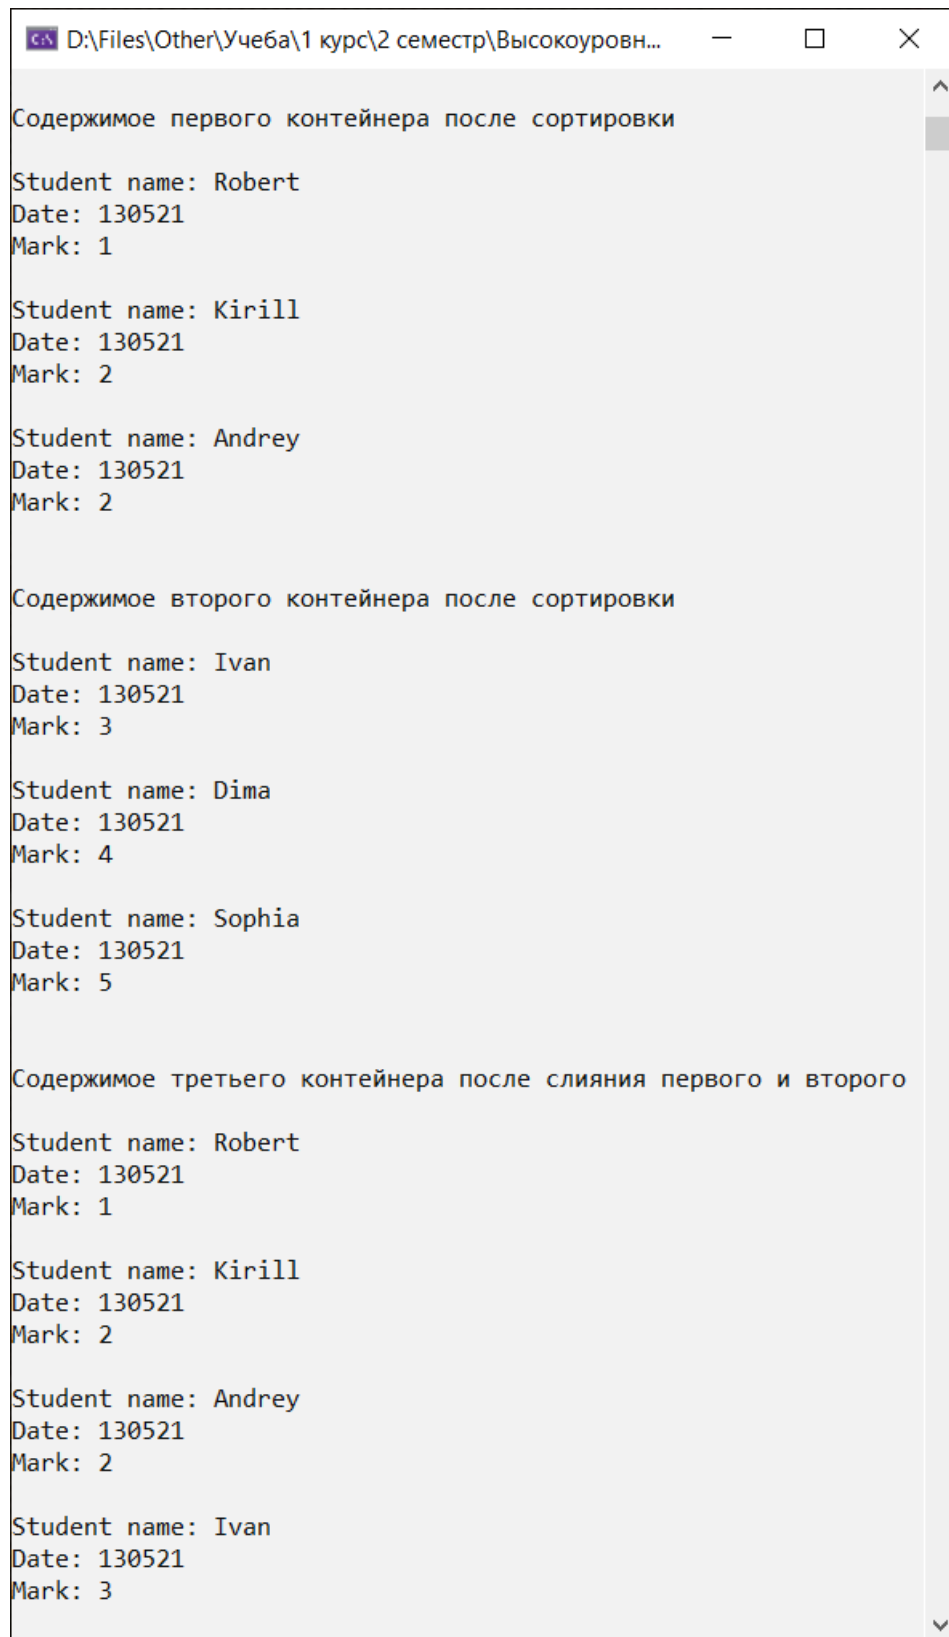 D:\Files\Other\Учеба\1 курс\2 семестр\Высокоуровн...
Содержимое первого контейнера после сортировки
Student name: Robert
Date: 130521
Mark: 1
Student name: Kirill
Date: 130521
Mark: 2
Student name: Andrey
Date: 130521
Mark: 2
Содержимое второго контейнера после сортировки
Student name: Ivan
Date: 130521
Mark: 3
Student name: Dima
Date: 130521
Mark: 4
Student name: Sophia
Date: 130521
Mark: 5
Содержимое третьего контейнера после слияния первого и второго
Student name: Robert
Date: 130521
Mark: 1
Student name: Kirill
Date: 130521
Mark: 2
Student name: Andrey
Date: 130521
Mark: 2
Student name: Ivan
Date: 130521
Mark: 3